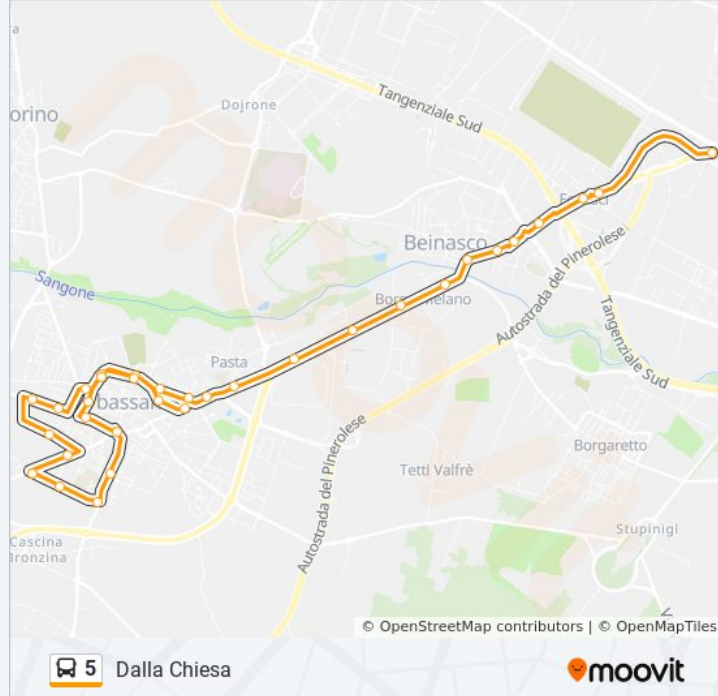 orino
Dojrone
Tangenziale Sud
Beinasco
Sangone
Autostrada del Pinerolese
Tangenziale Sud
Pasta
bassan
Borgaretto
Tetti Valfrè
Autostrada del Pinerolese
Stupinigi
Cascina
Bronzina
© OpenStreetMap contributors | © OpenMapTiles
5 Dalla Chiesa
moovit